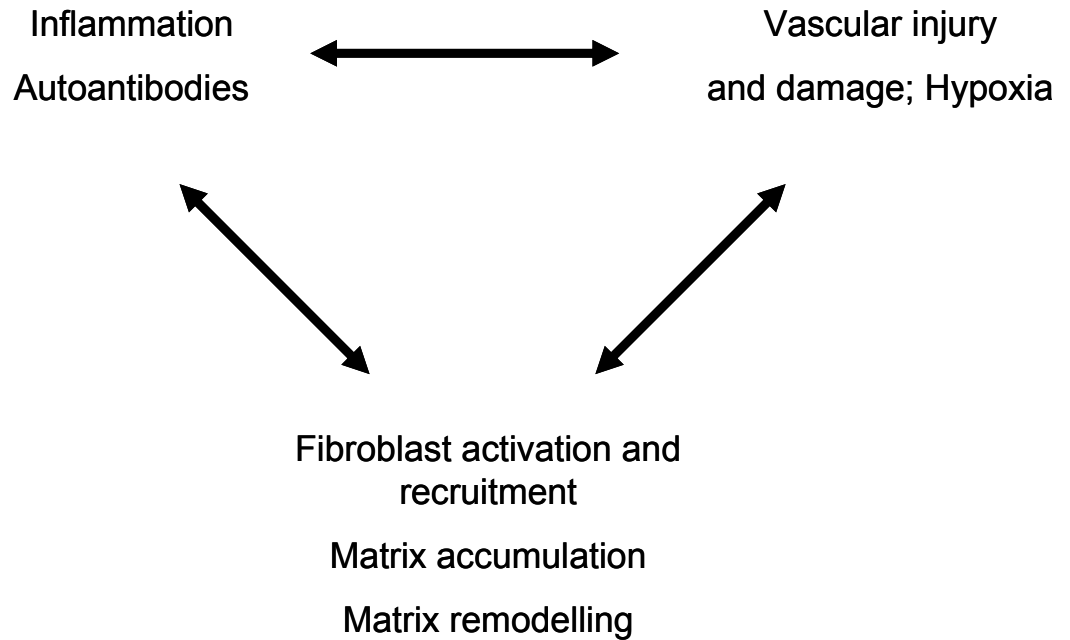 Inflammation
Autoantibodies
Vascular injury
and damage; Hypoxia
Fibroblast activation and
recruitment
Matrix accumulation
Matrix remodelling